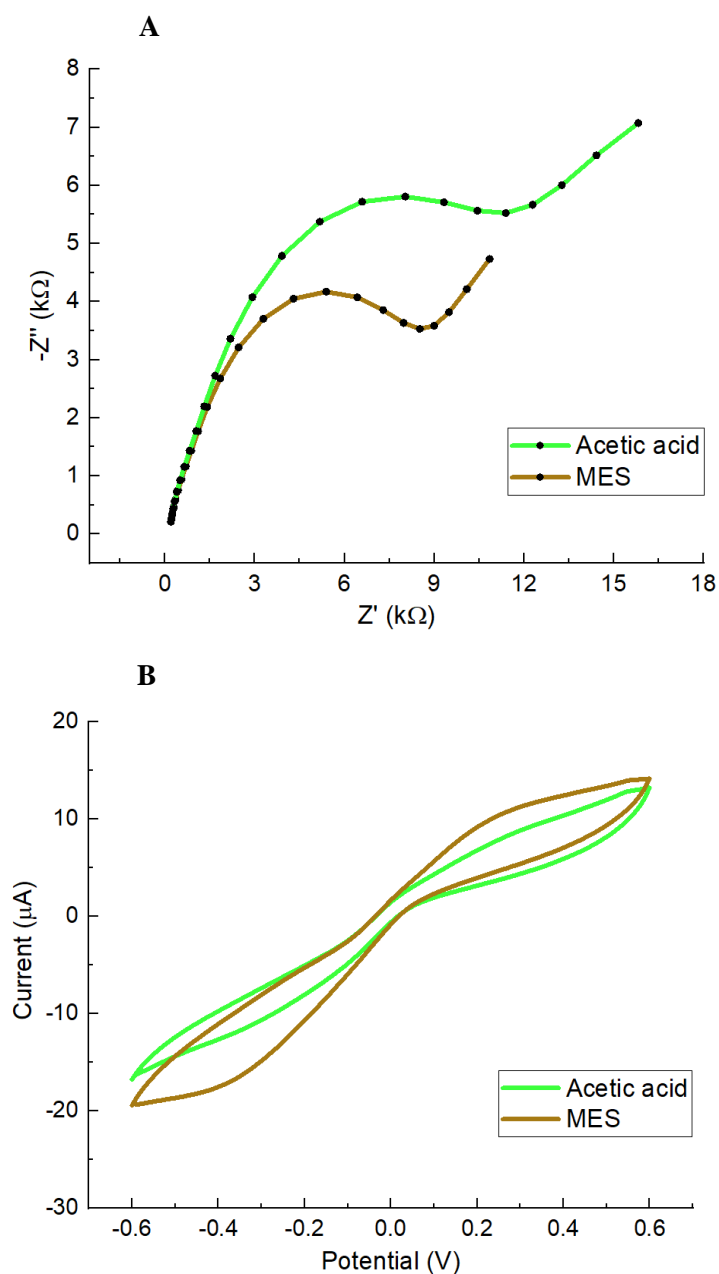 A
8
7
6
5
4
3
2
1
0
-Z'' (kΩ)
Acetic acid
MES
0 3 6 9 12 15 18
Z' (kΩ)
B
20
10
0
-10
-20
-30
Current (μA)
Acetic acid
MES
-0.6 -0.4 -0.2 0.0 0.2 0.4 0.6
Potential (V)